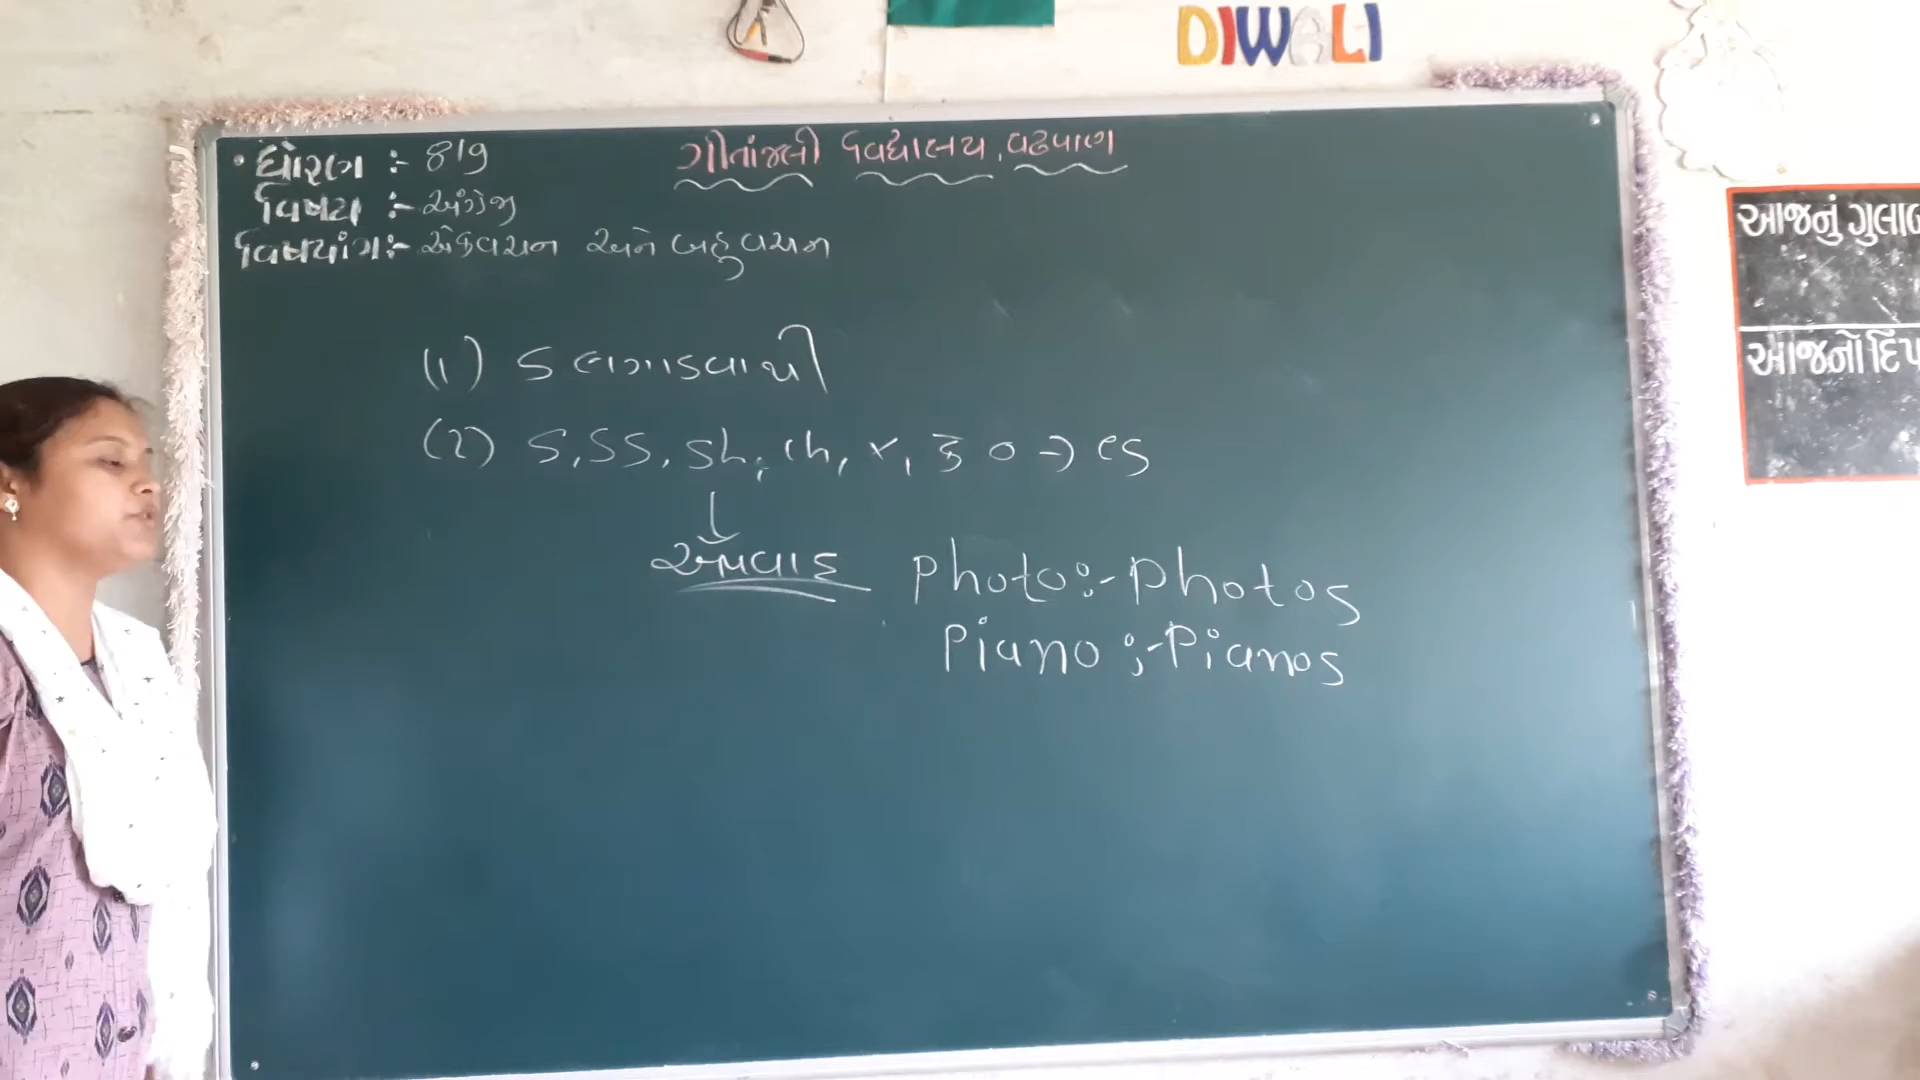 DIWALI
ધોરણ :- 8/9
ગીતાંજલી વિદ્યાલય, વઢવાણ
વિષય :- અંગ્રેજી
વિષયાંગ:- એકવચન અને બહુવચન
(1) S લગાડવાથી
(2) S, SS, Sh, ch, x, z o → es
અપવાદ
Photo:- Photos
Piano :- Pianos
આજનું ગુલાબ
આજનો